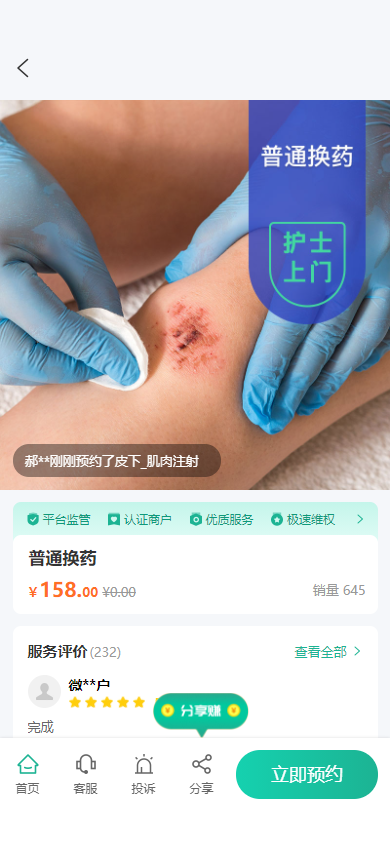 普通换药
护士
上门
郝**刚刚预约了皮下_肌肉注射
平台监管 认证商户 优质服务 极速维权
普通换药
¥158.00 ¥0.00 销量 645
服务评价(232) 查看全部
微**户
分享赚
完成
首页 客服 投诉 分享 立即预约